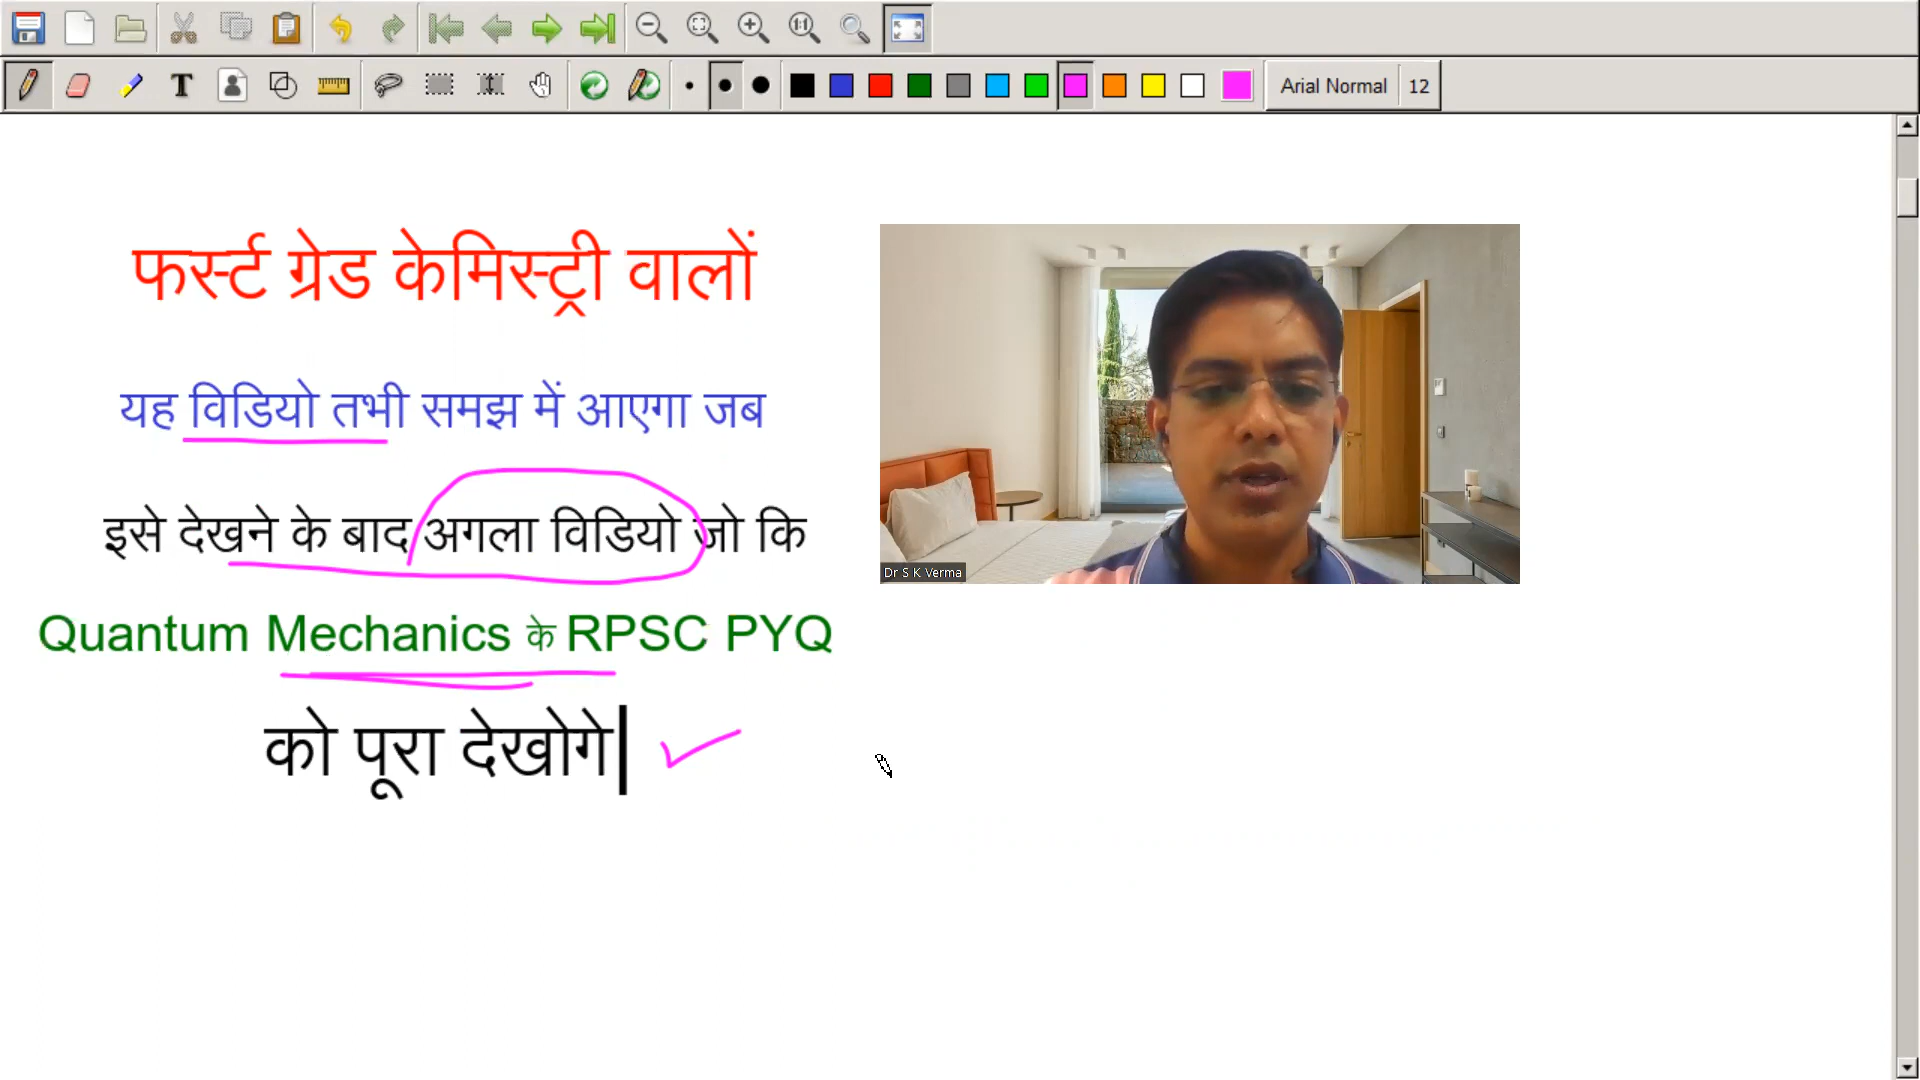 Arial Normal 12
फर्स्ट ग्रेड केमिस्ट्री वालों
यह विडियो तभी समझ में आएगा जब
इसे देखने के बाद अगला विडियो जो कि
Quantum Mechanics के RPSC PYQ
को पूरा देखोगे|
Dr S K Verma